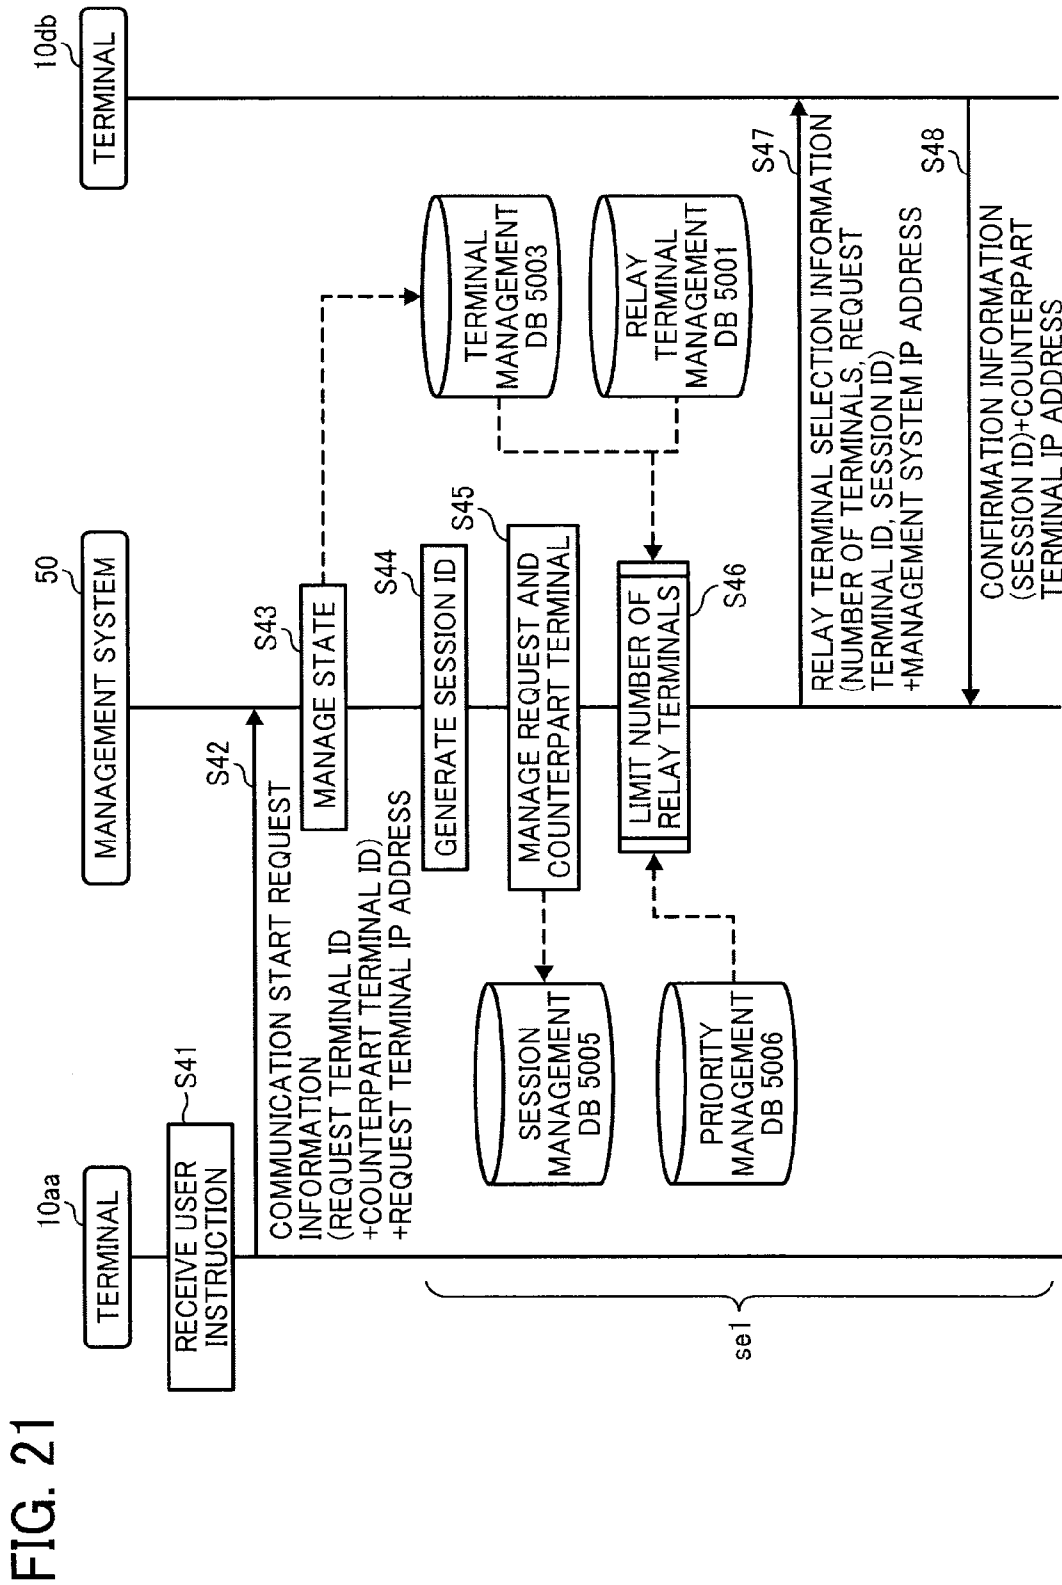 FIG. 21
10aa
TERMINAL
50
MANAGEMENT SYSTEM
10db
TERMINAL
S41
RECEIVE USER
INSTRUCTION
S42
COMMUNICATION START REQUEST
INFORMATION
(REQUEST TERMINAL ID
+COUNTERPART TERMINAL ID)
+REQUEST TERMINAL IP ADDRESS
S43
MANAGE STATE
S44
GENERATE SESSION ID
TERMINAL
MANAGEMENT
DB 5003
S45
MANAGE REQUEST AND
COUNTERPART TERMINAL
SESSION
MANAGEMENT
DB 5005
RELAY
TERMINAL
MANAGEMENT
DB 5001
LIMIT NUMBER OF
RELAY TERMINALS
S46
PRIORITY
MANAGEMENT
DB 5006
sel
S47
RELAY TERMINAL SELECTION INFORMATION
(NUMBER OF TERMINALS, REQUEST
TERMINAL ID, SESSION ID)
+MANAGEMENT SYSTEM IP ADDRESS
S48
CONFIRMATION INFORMATION
(SESSION ID)+COUNTERPART
TERMINAL IP ADDRESS